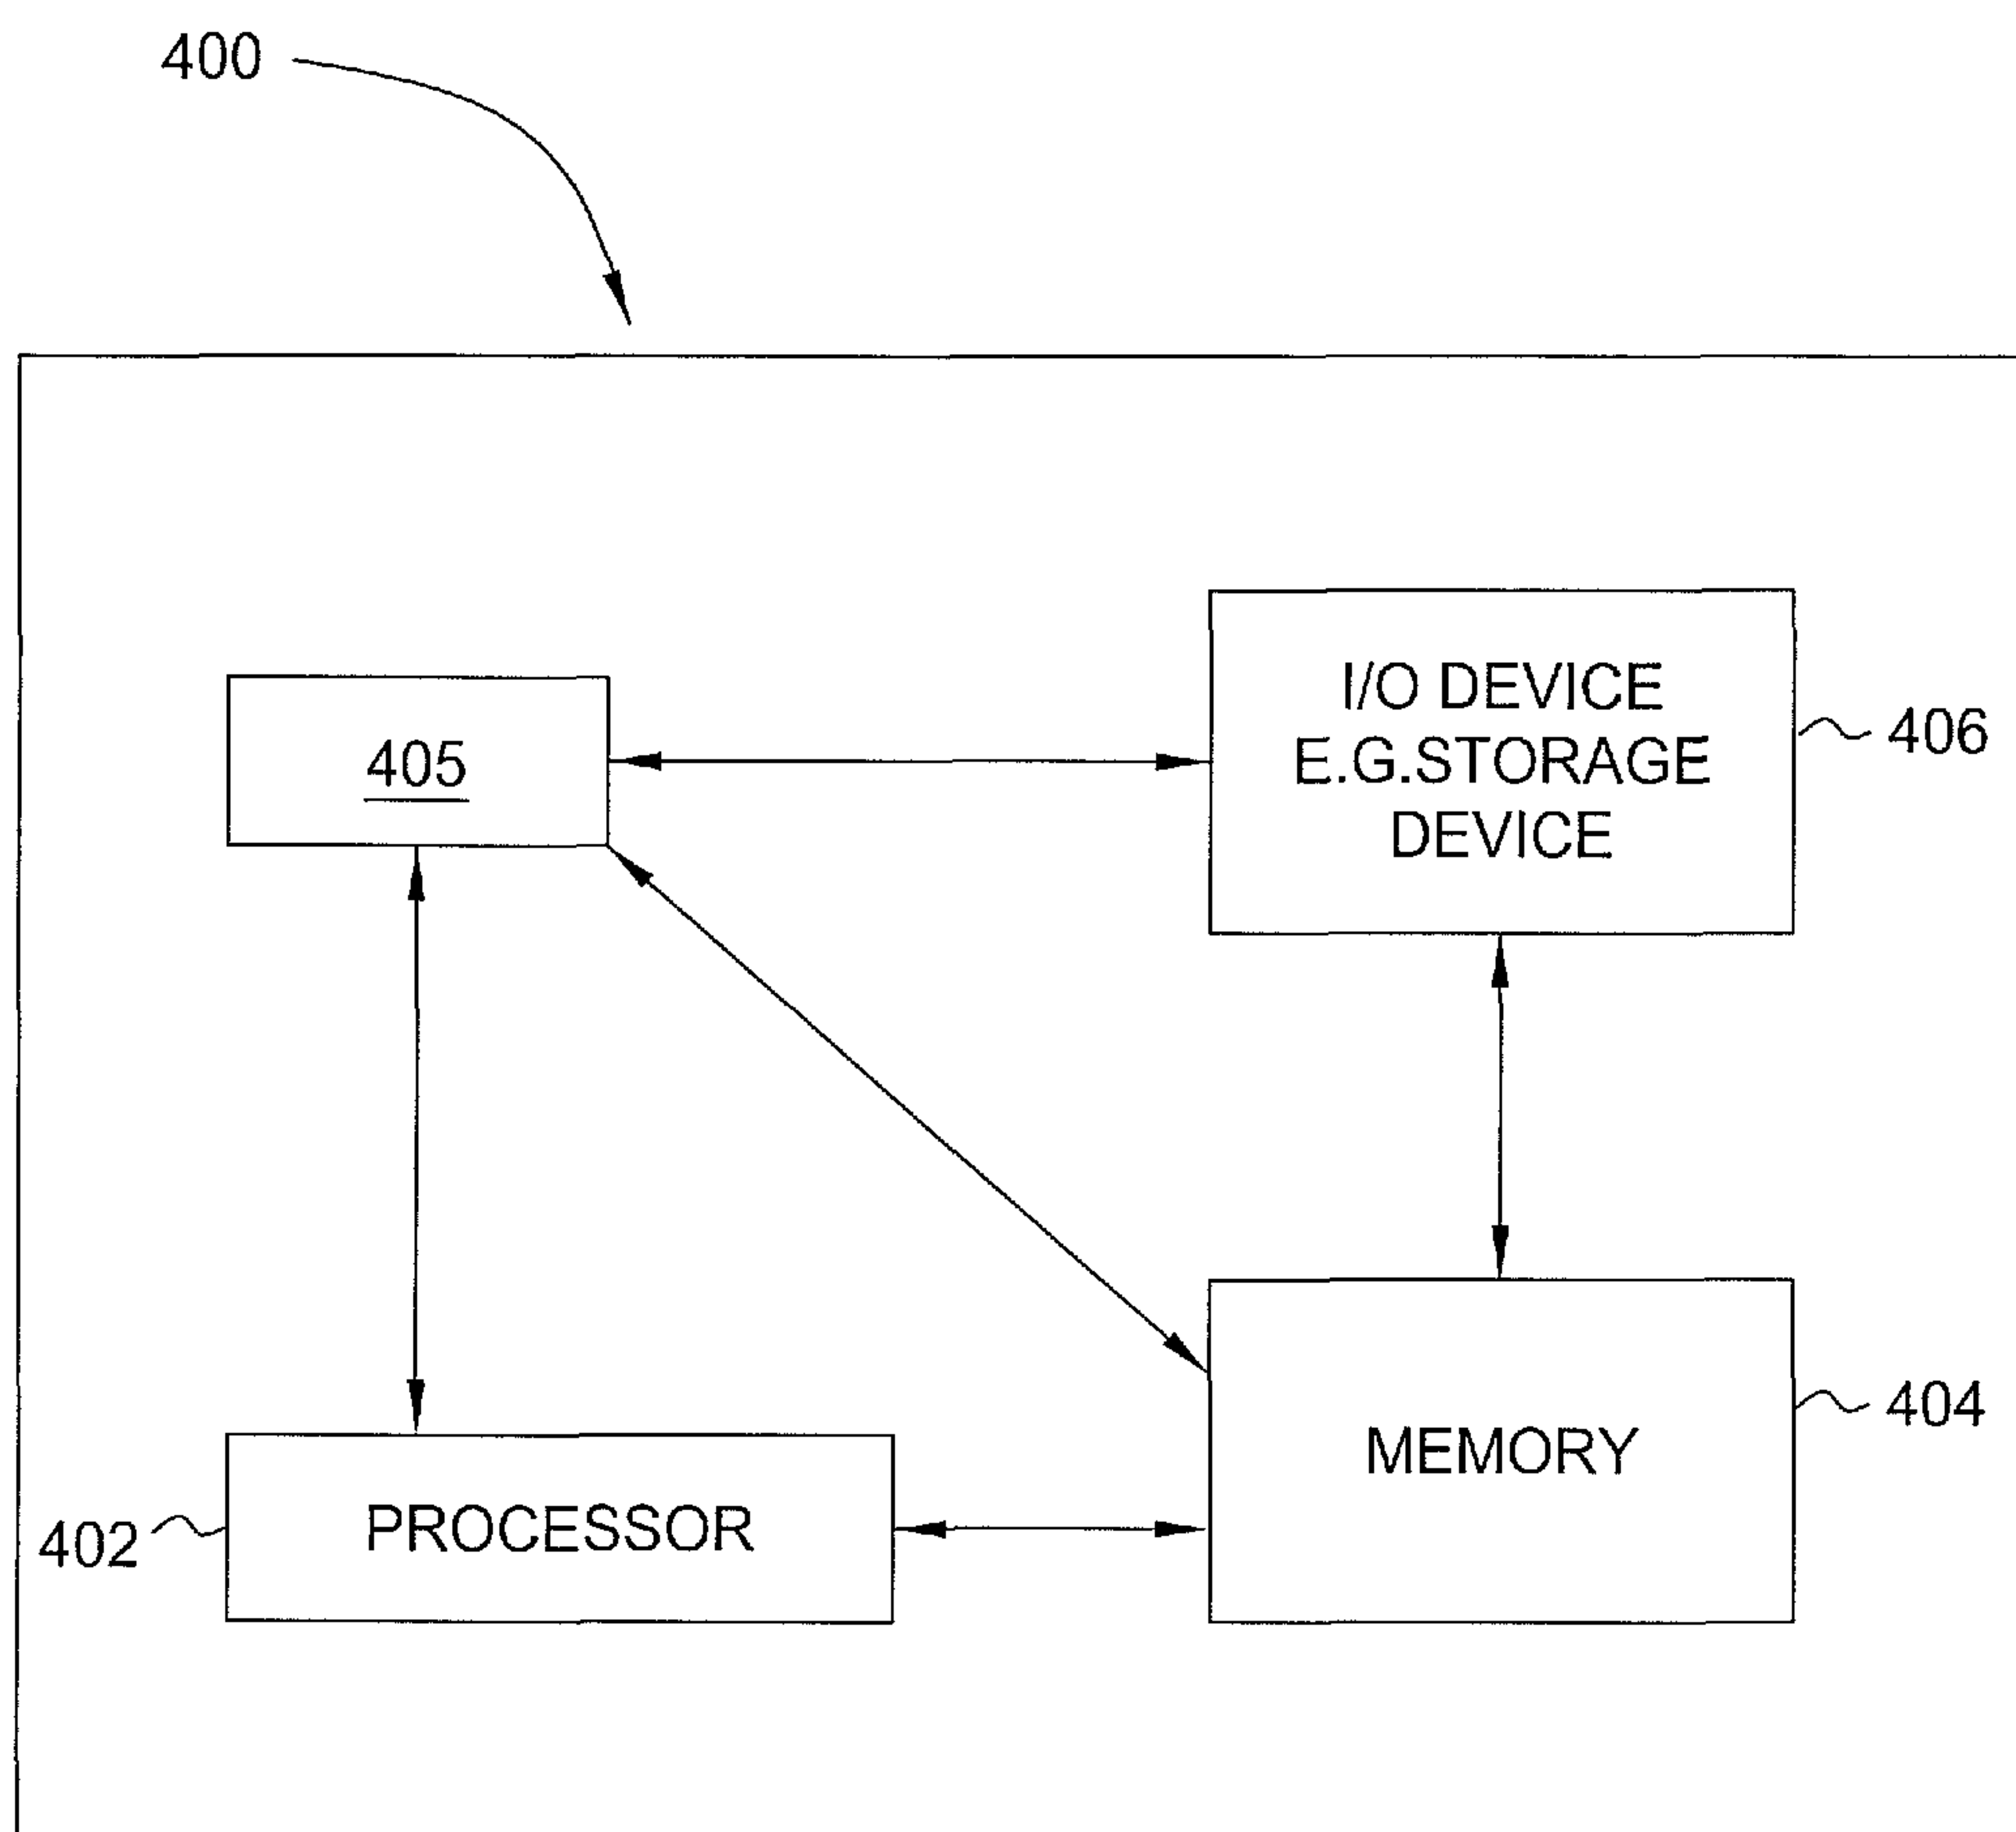 400
405
I/O DEVICE
E.G.STORAGE
DEVICE
406
MEMORY
404
402
PROCESSOR